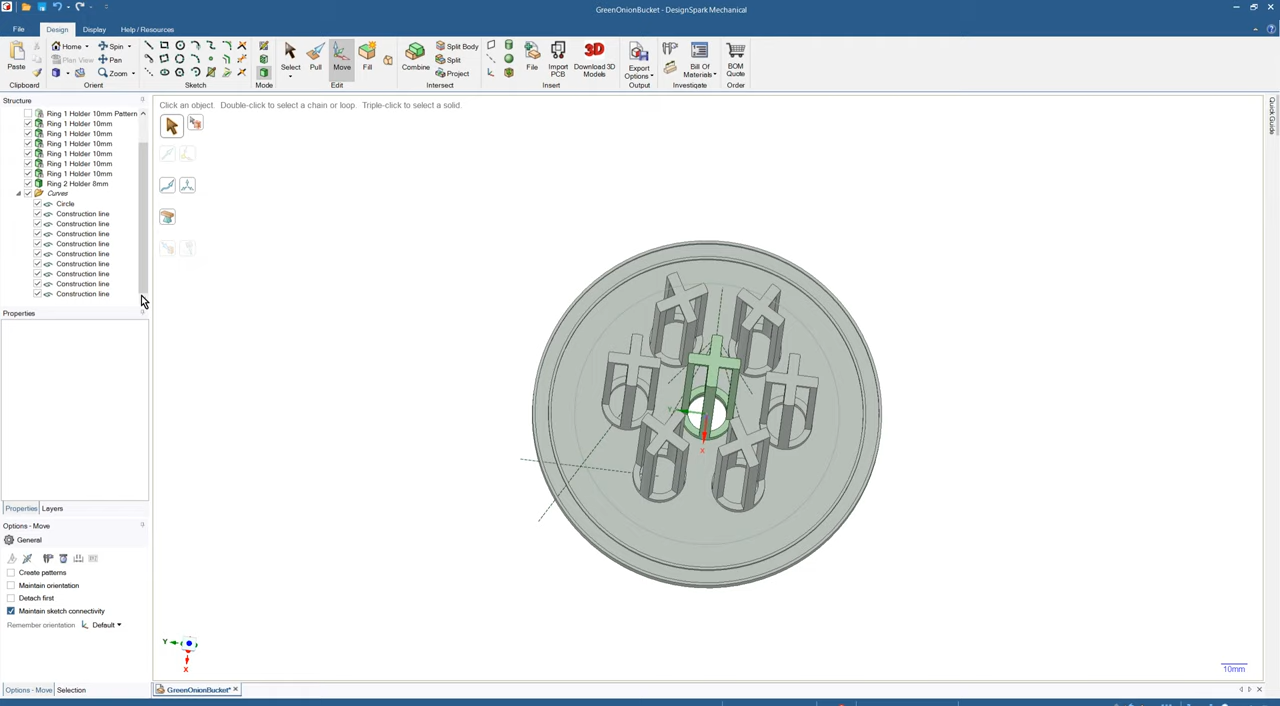 GreenOnionBucket - DesignSpark Mechanical
File Design Display Help / Resources
Home Spin
Plan View Pan
Zoom
Paste
Select Pull Move Fill
Combine
Split Body
Split
Project
File Import PCB Download 3D Models
Export Options
Bill Of Materials
BOM Quote
Clipboard Orient Sketch Mode Edit Intersect Insert Output Investigate Order
Structure
Click an object. Double-click to select a chain or loop. Triple-click to select a solid.
Quick Guide
Ring 1 Holder 10mm Pattern
Ring 1 Holder 10mm
Ring 1 Holder 10mm
Ring 1 Holder 10mm
Ring 1 Holder 10mm
Ring 1 Holder 10mm
Ring 1 Holder 10mm
Ring 2 Holder 8mm
Curves
Circle
Construction line
Construction line
Construction line
Construction line
Construction line
Construction line
Construction line
Construction line
Construction line
Properties
Y
X
Properties Layers
Options - Move
General
Create patterns
Maintain orientation
Detach first
Maintain sketch connectivity
Remember orientation Default
Y
X
10mm
Options - Move Selection
GreenOnionBucket*